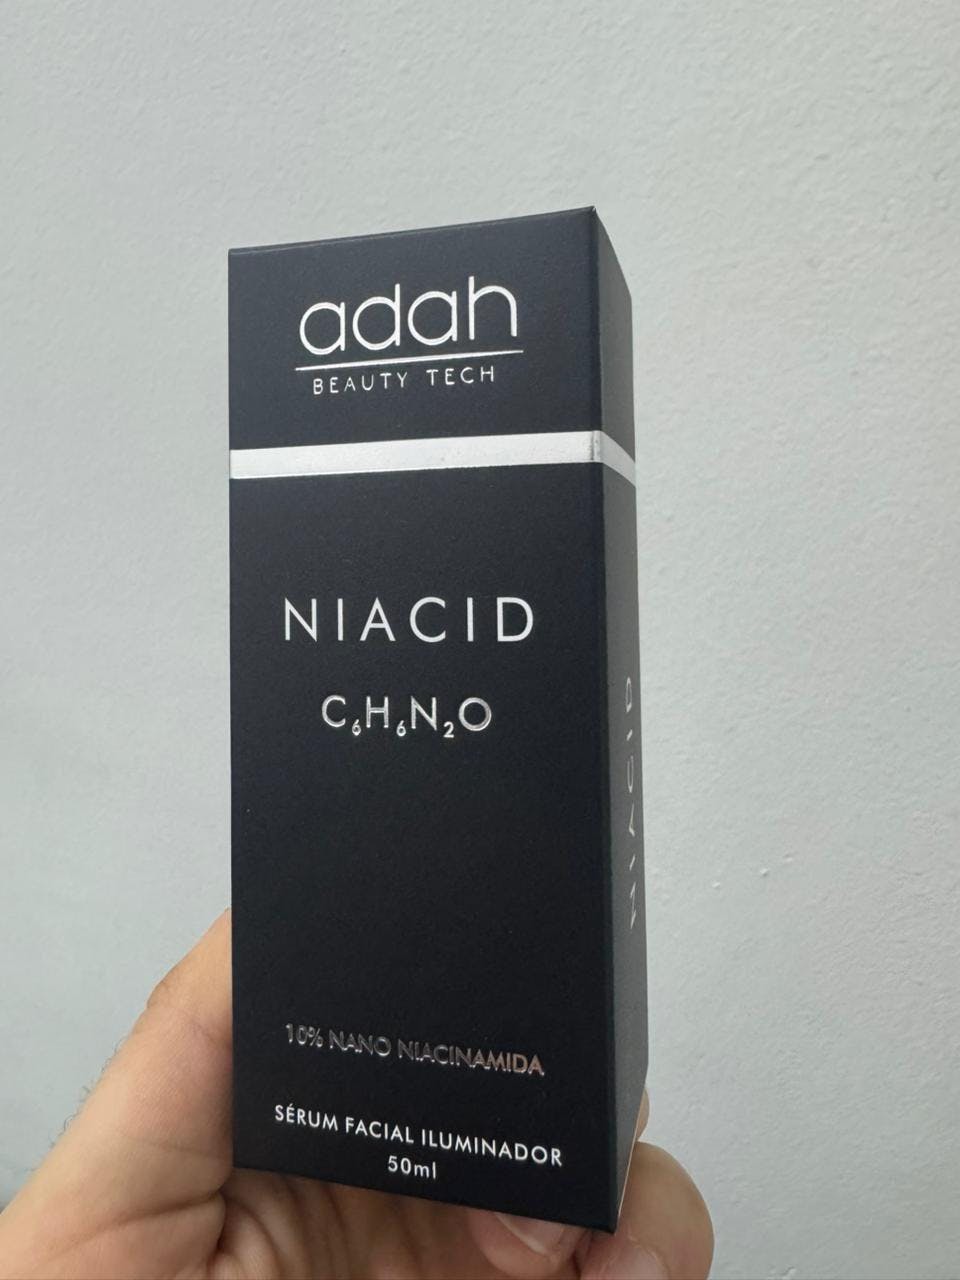 adah
BEAUTY TECH
NIACID
C₆H₆N₂O
10% NANO NIACINAMIDA
SÉRUM FACIAL ILUMINADOR
50ml
NIACID